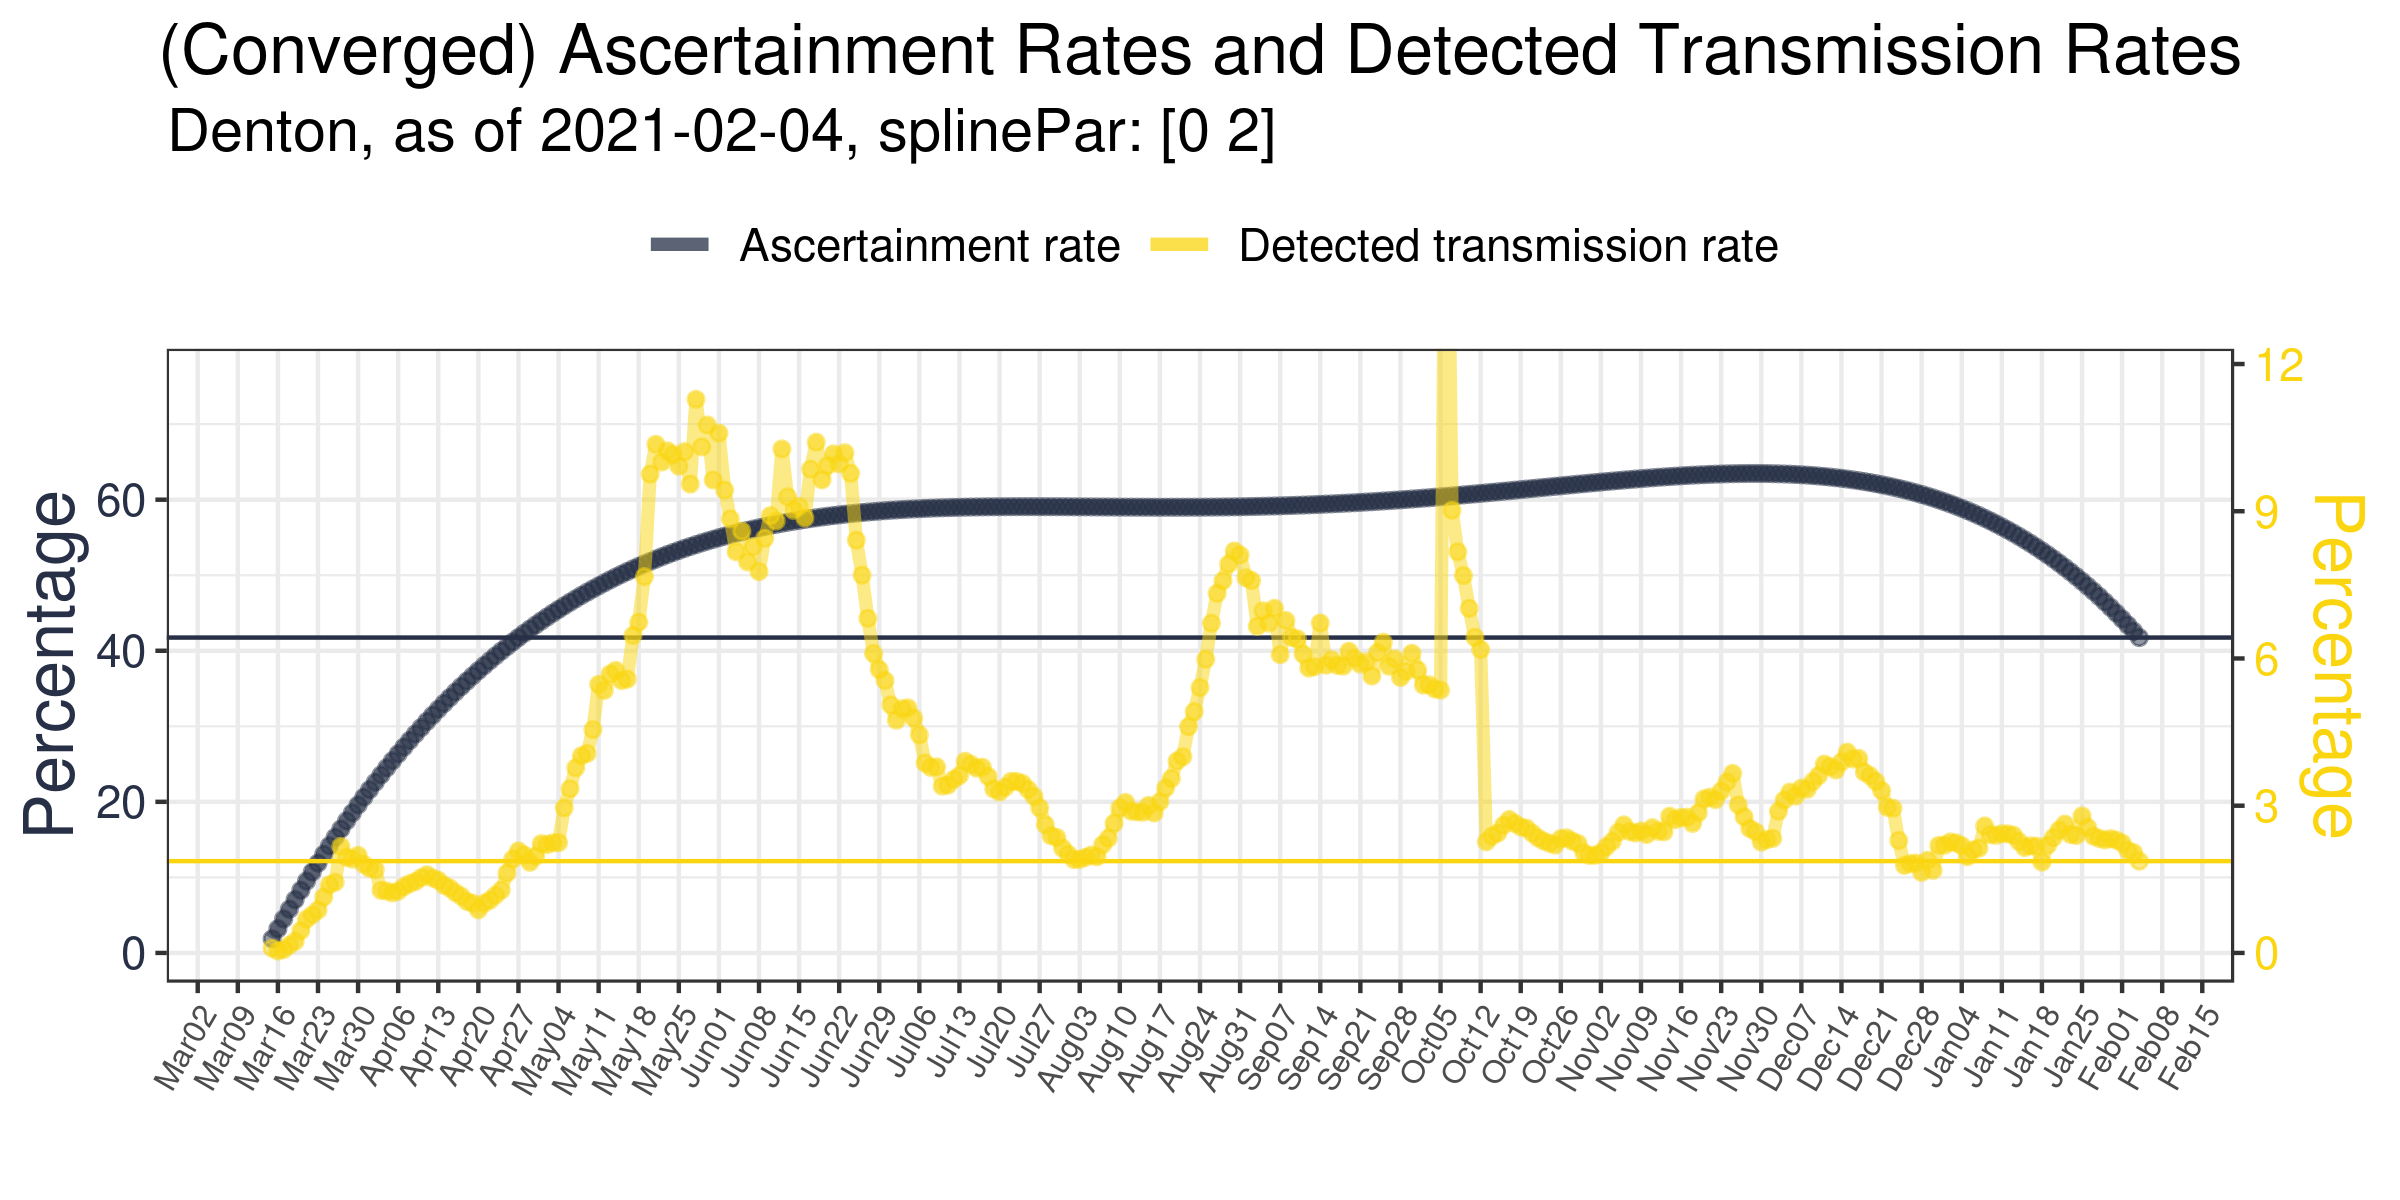 (Converged) Ascertainment Rates and Detected Transmission Rates
Denton, as of 2021-02-04, splinePar: [0 2]
Ascertainment rate Detected transmission rate
Percentage
60
40
20
0
12
9
6
3
0
Percentage
Mar02 Mar09 Mar16 Mar23 Mar30 Apr06 Apr13 Apr20 Apr27 May04 May11 May18 May25 Jun01 Jun08 Jun15 Jun22 Jun29 Jul06 Jul13 Jul20 Jul27 Aug03 Aug10 Aug17 Aug24 Aug31 Sep07 Sep14 Sep21 Sep28 Oct05 Oct12 Oct19 Oct26 Nov02 Nov09 Nov16 Nov23 Nov30 Dec07 Dec14 Dec21 Dec28 Jan04 Jan11 Jan18 Jan25 Feb01 Feb08 Feb15